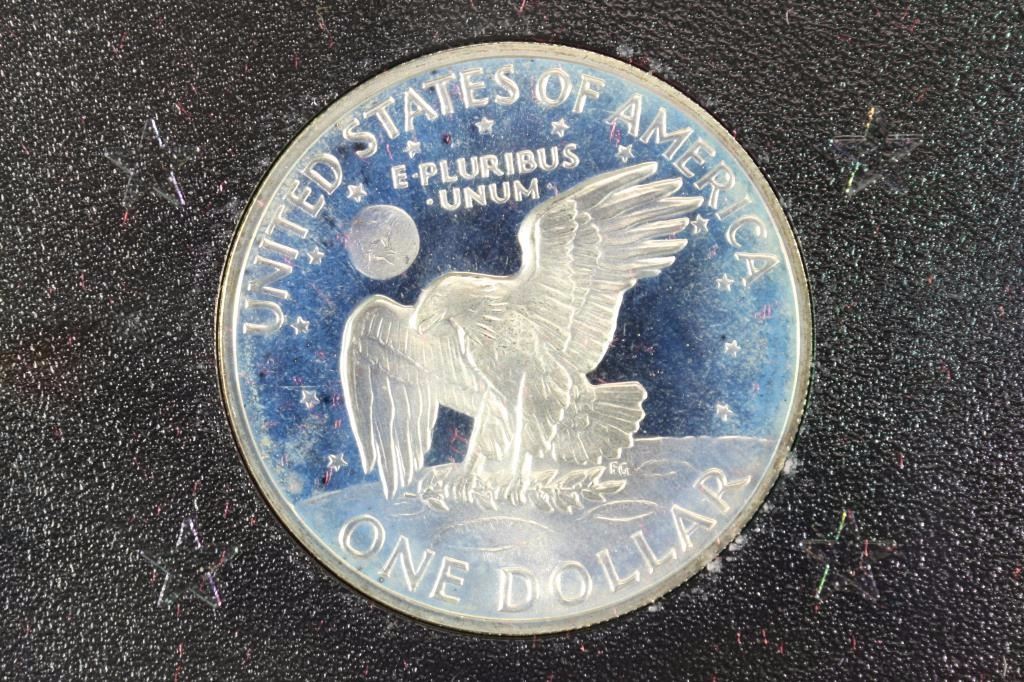 UNITED STATES OF AMERICA
E·PLURIBUS
·UNUM·
FG
ONE DOLLAR